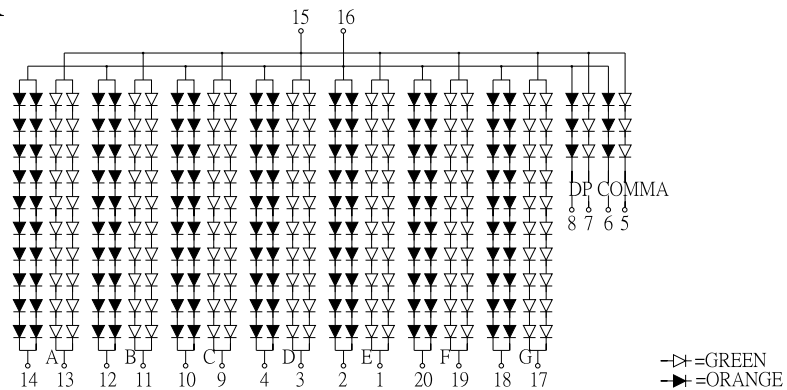 15 16
DP COMMA
8 7 6 5
A B C D E F G
14 13 12 11 10 9 4 3 2 1 20 19 18 17
=GREEN
=ORANGE